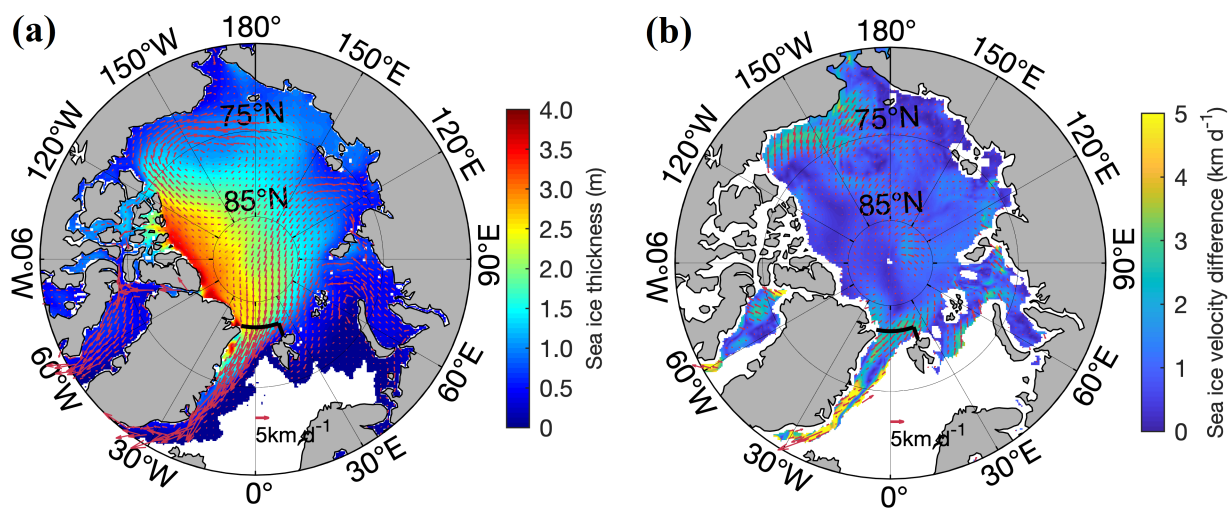 (a)
180°
150°W
150°E
120°W
120°E
90°W
90°E
60°W
60°E
30°W
30°E
0°
75°N
85°N
5km d-1
4.0
3.5
3.0
2.5
2.0
1.5
1.0
0.5
0
Sea ice thickness (m)
(b)
180°
150°W
150°E
120°W
120°E
90°W
90°E
60°W
60°E
30°W
30°E
0°
75°N
85°N
5km d-1
5
4
3
2
1
0
Sea ice velocity difference (km d-1)